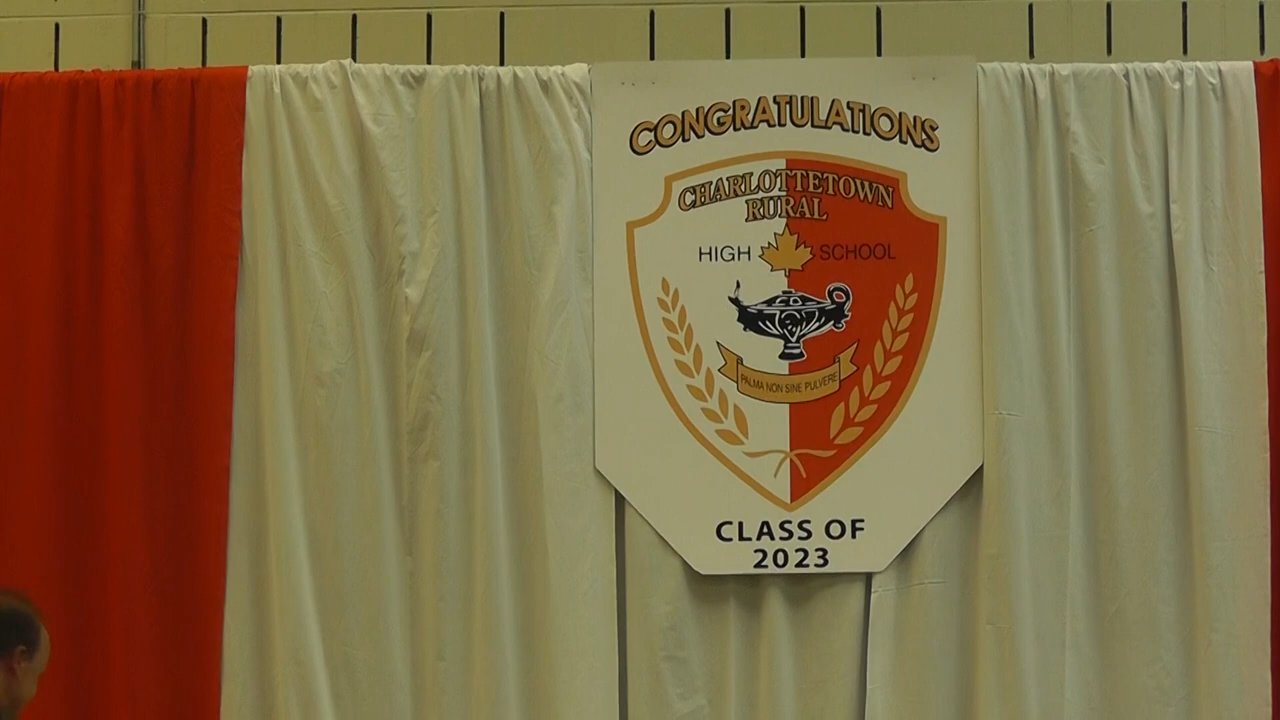 CONGRATULATIONS
CHARLOTTETOWN
RURAL
HIGH SCHOOL
PALMA NON SINE PULVERE
CLASS OF
2023